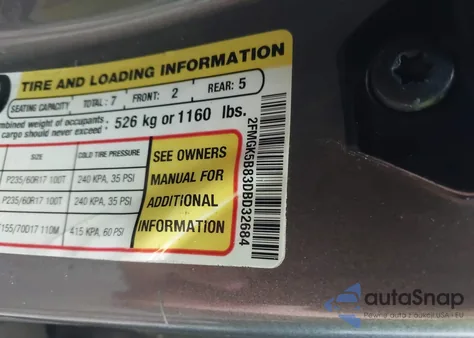 TIRE AND LOADING INFORMATION
SEATING CAPACITY TOTAL: 7 FRONT: 2 REAR: 5
mbined weight of occupants
cargo should never exceed 526 kg or 1160 lbs.
SIZE COLD TIRE PRESSURE
P235/60R17 100T 240 KPA, 35 PSI
P235/60R17 100T 240 KPA, 35 PSI
T155/70D17 110M 415 KPA, 60 PSI
SEE OWNERS
MANUAL FOR
ADDITIONAL
INFORMATION
2FMGK5B83DBD32684
autoSnap